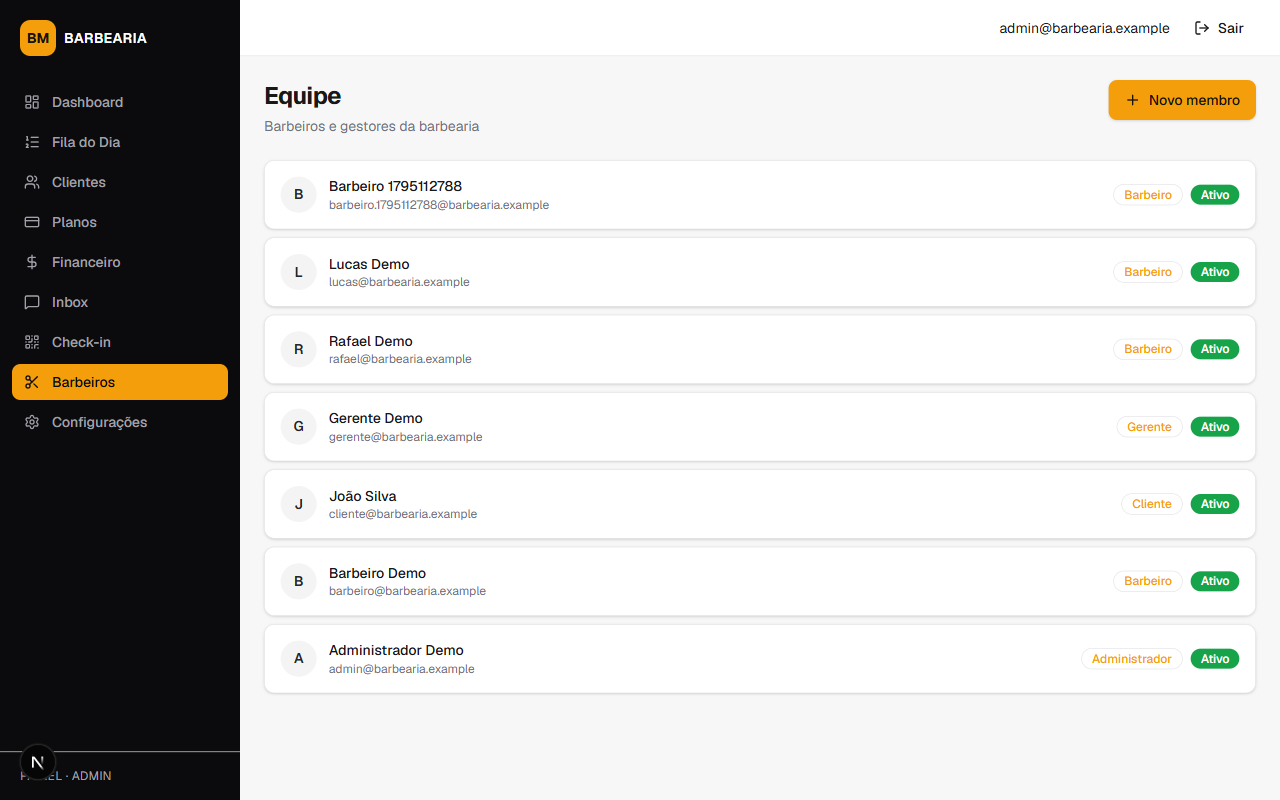 BM BARBEARIA
Dashboard
Fila do Dia
Clientes
Planos
Financeiro
Inbox
Check-in
Barbeiros
Configurações
N
· ADMIN
admin@barbearia.example
Sair
Equipe
Barbeiros e gestores da barbearia
+ Novo membro
B
Barbeiro 1795112788
barbeiro.1795112788@barbearia.example
Barbeiro Ativo
L
Lucas Demo
lucas@barbearia.example
Barbeiro Ativo
R
Rafael Demo
rafael@barbearia.example
Barbeiro Ativo
G
Gerente Demo
gerente@barbearia.example
Gerente Ativo
J
João Silva
cliente@barbearia.example
Cliente Ativo
B
Barbeiro Demo
barbeiro@barbearia.example
Barbeiro Ativo
A
Administrador Demo
admin@barbearia.example
Administrador Ativo